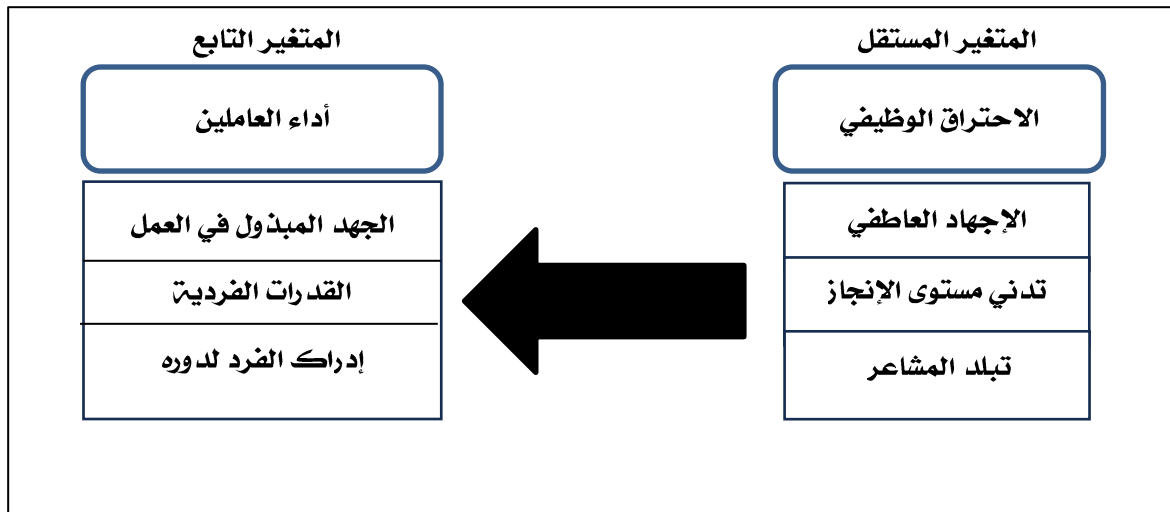 المتغير المستقل
الاحتراق الوظيفي
الإجهاد العاطفي
تدني مستوى الإنجاز
تبلد المشاعر
المتغير التابع
أداء العاملين
الجهد المبذول في العمل
القدرات الفردية
إدراك الفرد لدوره